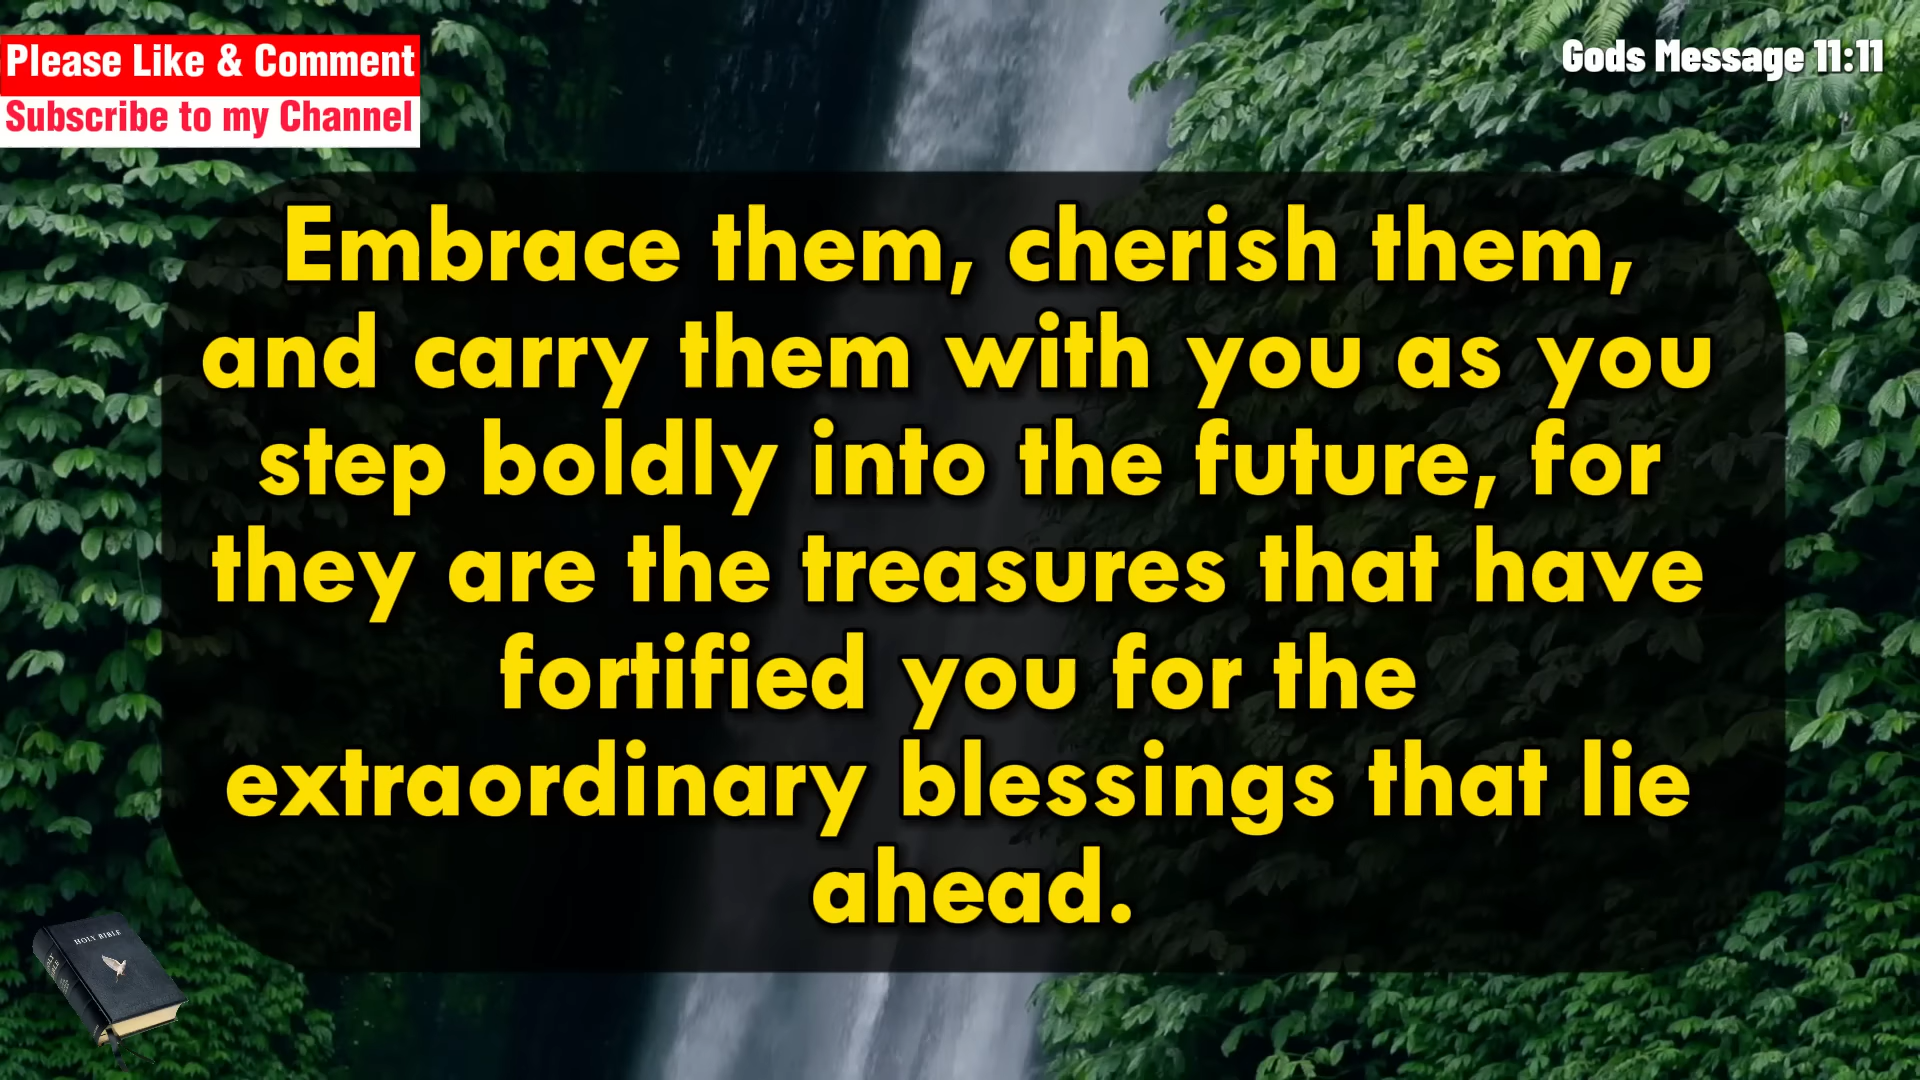 Please Like & Comment
Subscribe to my Channel
Gods Message 11:11
Embrace them, cherish them,
and carry them with you as you
step boldly into the future, for
they are the treasures that have
fortified you for the
extraordinary blessings that lie
ahead.
HOLY BIBLE